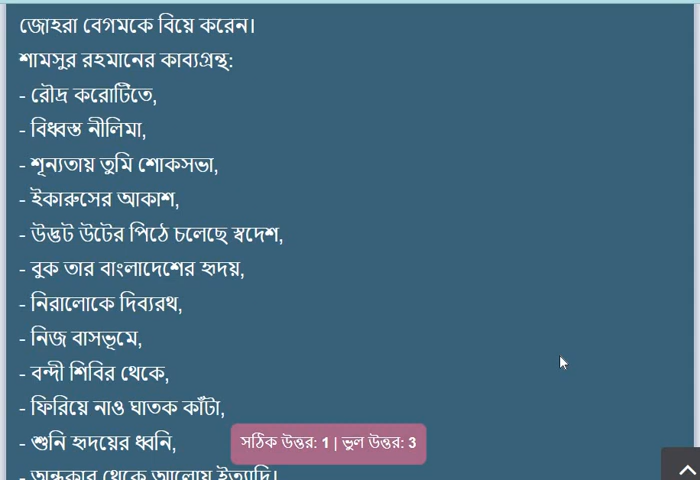 জোহরা বেগমকে বিয়ে করেন।
শামসুর রহমানের কাব্যগ্রন্থ:
- রৌদ্র করোটিতে,
- বিধ্বস্ত নীলিমা,
- শূন্যতায় তুমি শোকসভা,
- ইকারুসের আকাশ,
- উদ্ভট উটের পিঠে চলেছে স্বদেশ,
- বুক তার বাংলাদেশের হৃদয়,
- নিরালোকে দিব্যরথ,
- নিজ বাসভূমে,
- বন্দী শিবির থেকে,
- ফিরিয়ে নাও ঘাতক কাঁটা,
- শুনি হৃদয়ের ধ্বনি,
সঠিক উত্তর: 1 | ভুল উত্তর: 3
- অন্ধকার থেকে আলোয় ইত্যাদি।